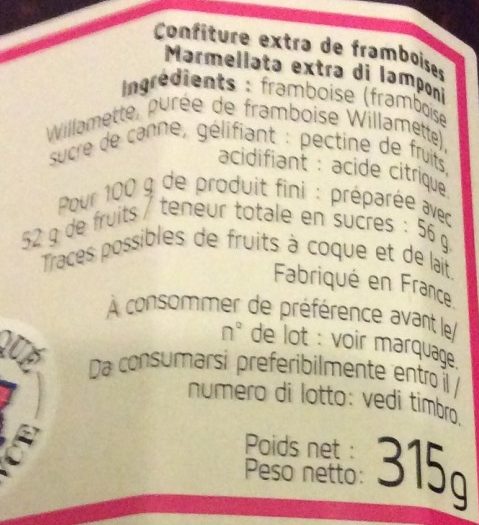 Confiture extra de framboises
Marmellata extra di lamponi
Ingrédients : framboise (framboise
Willamette, purée de framboise Willamette),
sucre de canne, gélifiant : pectine de fruits,
acidifiant : acide citrique.
Pour 100 g de produit fini : préparée avec
52 g de fruits / teneur totale en sucres : 56 g.
Traces possibles de fruits à coque et de lait.
Fabriqué en France.
À consommer de préférence avant le/
n° de lot : voir marquage.
Da consumarsi preferibilmente entro il /
numero di lotto: vedi timbro.
Poids net :
Peso netto: 315g